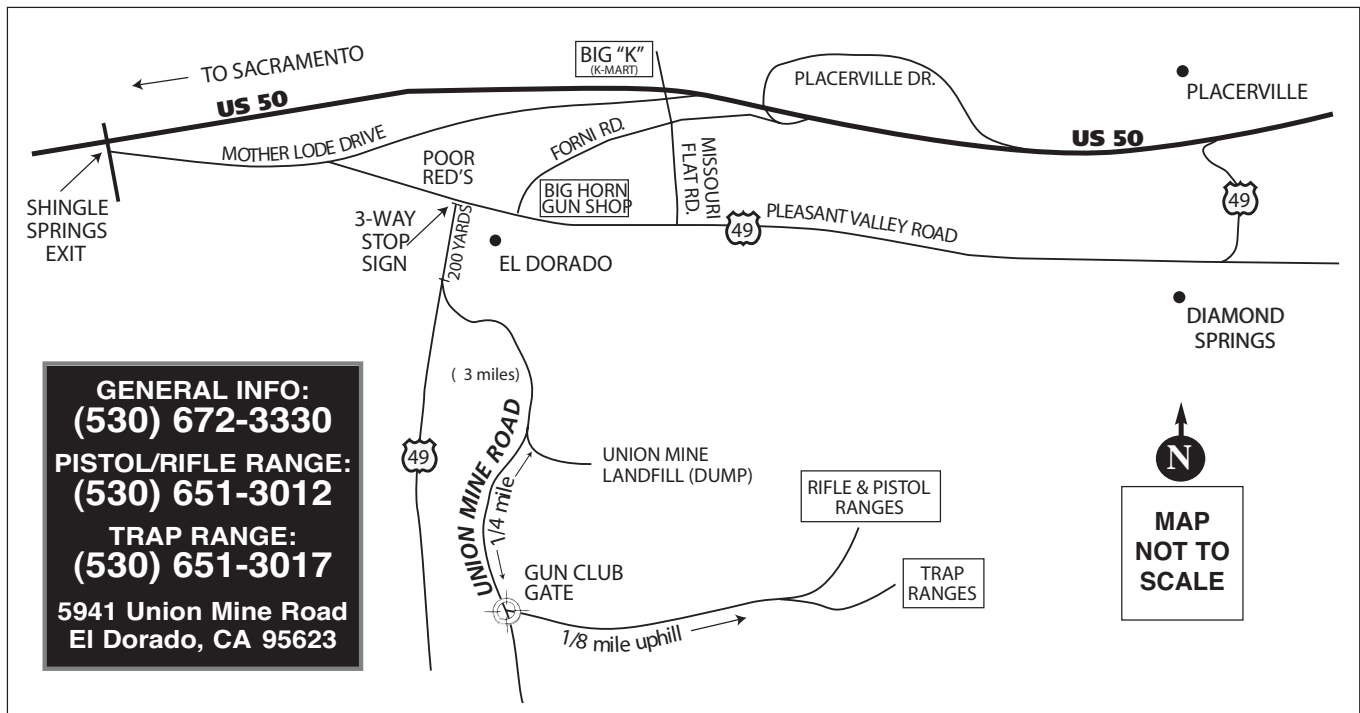 TO SACRAMENTO
US 50
BIG "K"
(K-MART)
PLACERVILLE DR.
PLACERVILLE
US 50
MOTHER LODE DRIVE
POOR
RED'S
FORNI RD.
MISSOURI
FLAT RD.
BIG HORN
GUN SHOP
SHINGLE
SPRINGS
EXIT
3-WAY
STOP
SIGN
200 YARDS
EL DORADO
49
PLEASANT VALLEY ROAD
49
DIAMOND
SPRINGS
GENERAL INFO:
(530) 672-3330
PISTOL/RIFLE RANGE:
(530) 651-3012
TRAP RANGE:
(530) 651-3017
5941 Union Mine Road
El Dorado, CA 95623
( 3 miles)
49
UNION MINE ROAD
1/4 mile
UNION MINE
LANDFILL (DUMP)
RIFLE & PISTOL
RANGES
TRAP
RANGES
GUN CLUB
GATE
1/8 mile uphill
N
MAP
NOT TO
SCALE